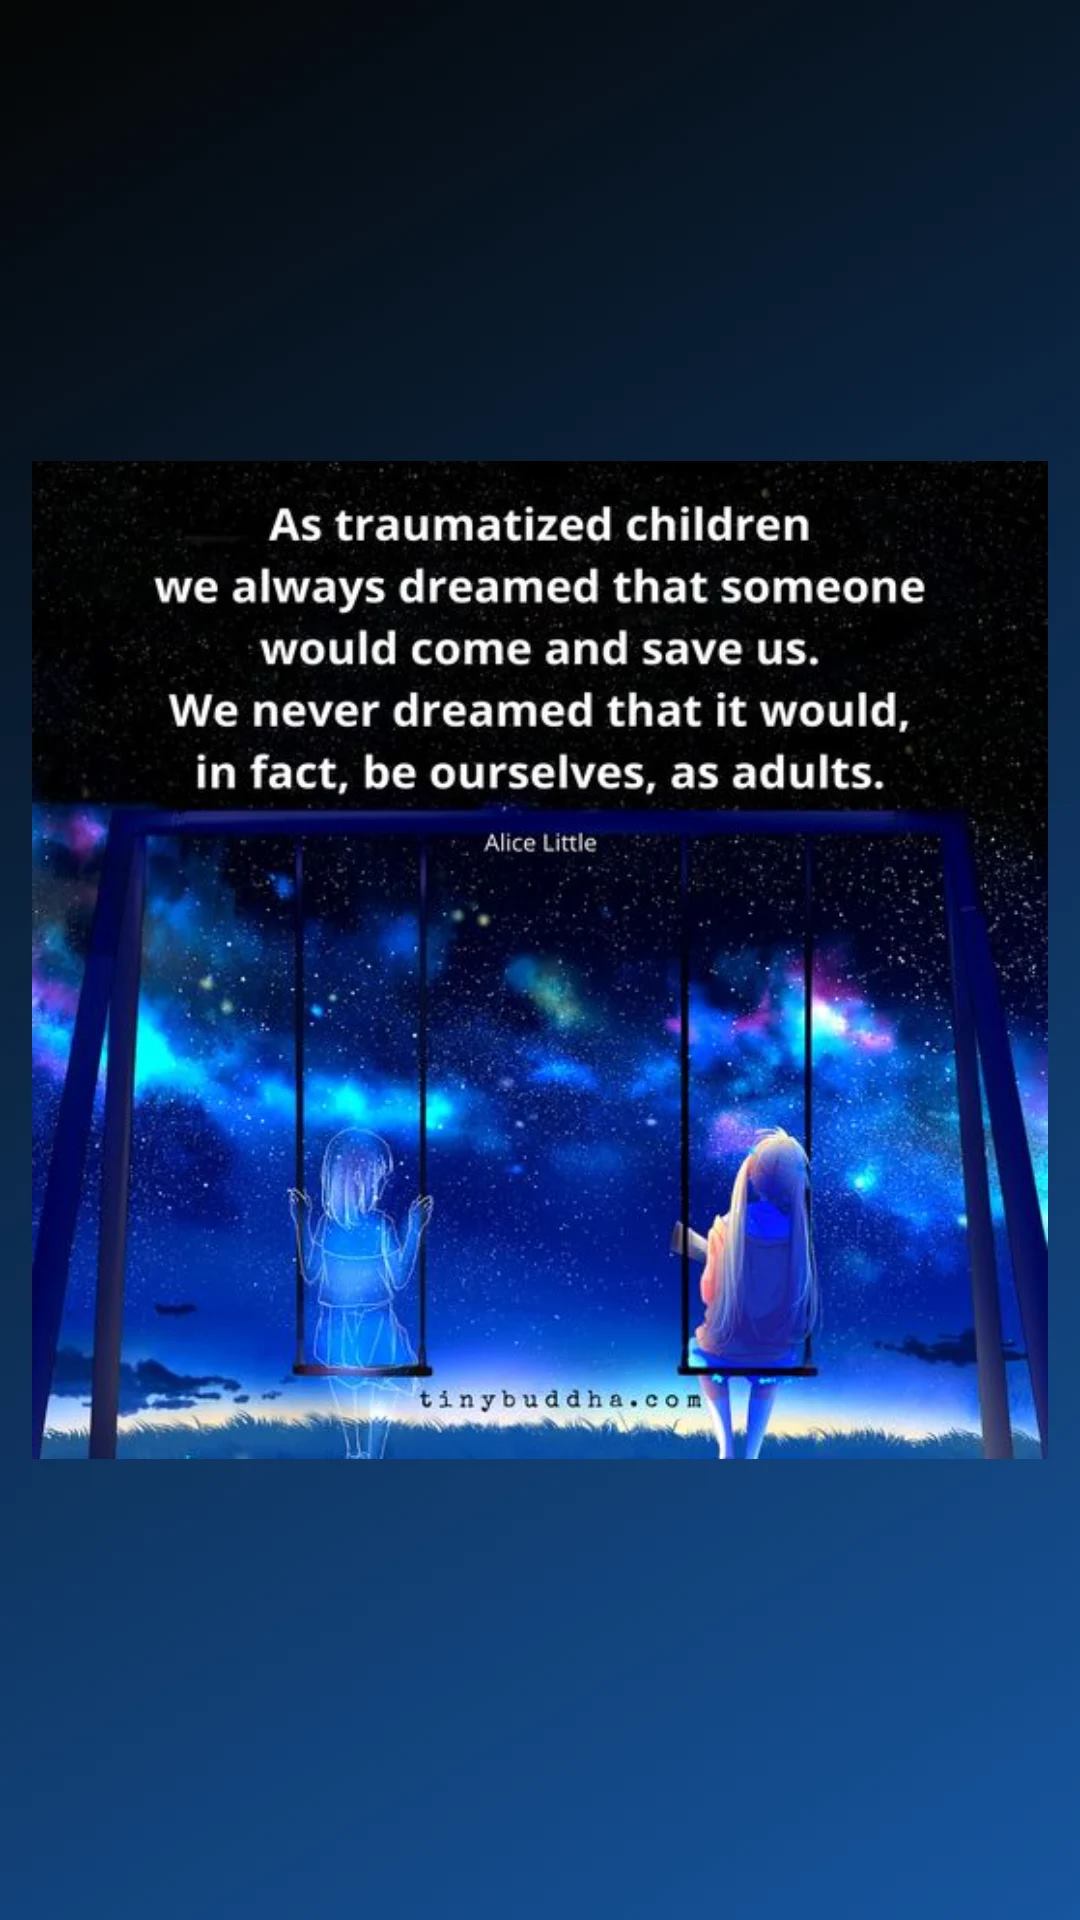 As traumatized children
we always dreamed that someone
would come and save us.
We never dreamed that it would,
in fact, be ourselves, as adults.
Alice Little
tinybuddha.com